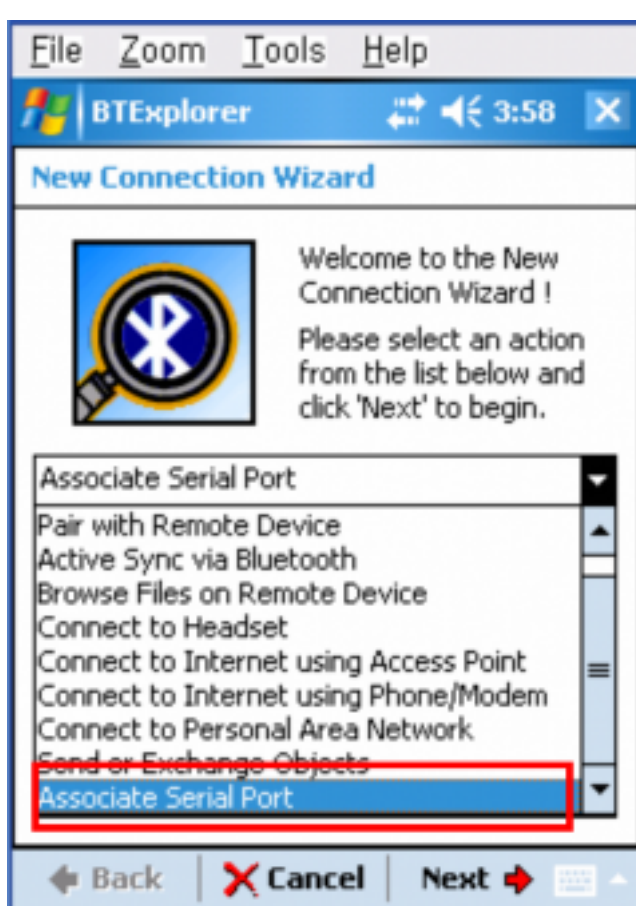 File Zoom Tools Help
BTExplorer 3:58
New Connection Wizard
Welcome to the New
Connection Wizard !
Please select an action
from the list below and
click 'Next' to begin.
Associate Serial Port
Pair with Remote Device
Active Sync via Bluetooth
Browse Files on Remote Device
Connect to Headset
Connect to Internet using Access Point
Connect to Internet using Phone/Modem
Connect to Personal Area Network
Send or Exchange Objects
Associate Serial Port
Back Cancel Next